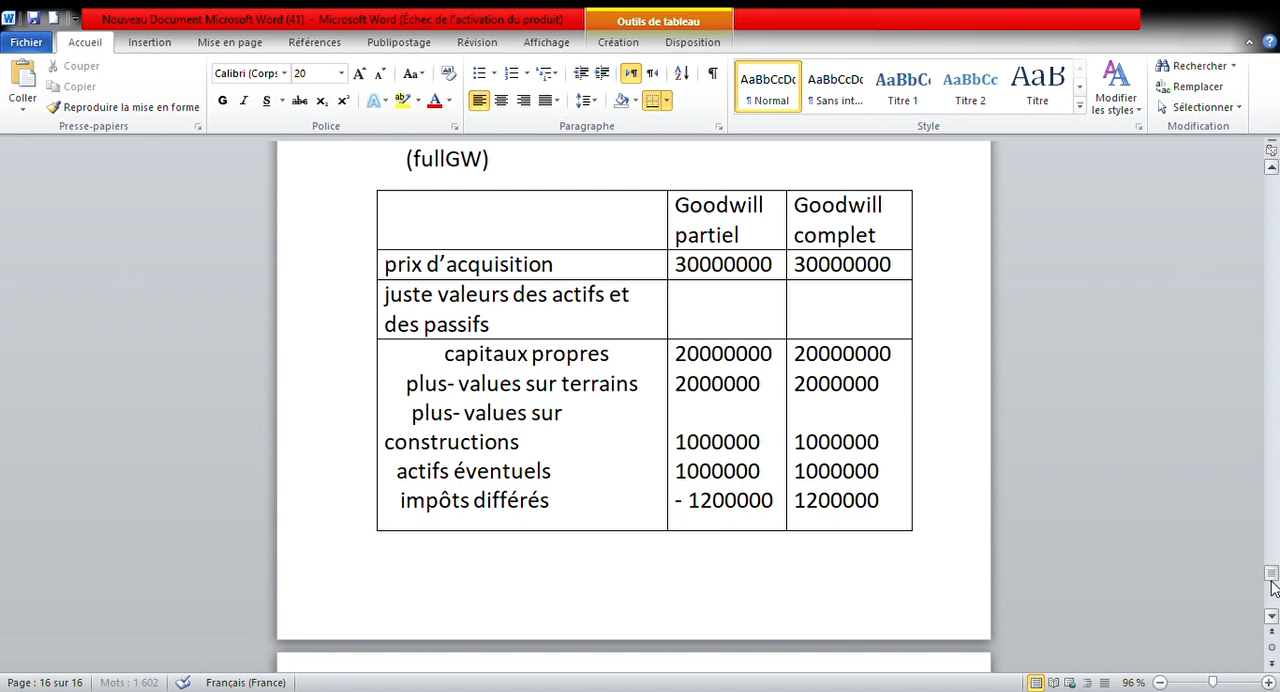 Nouveau Document Microsoft Word (41) - Microsoft Word (Échec de l'activation du produit)
Outils de tableau
Fichier Accueil Insertion Mise en page Références Publipostage Révision Affichage Création Disposition
Couper
Copier
Reproduire la mise en forme
Coller
Presse-papiers
Calibri (Corps 20
G I S abc x₂ x² A A
Police
Paragraphe
AaBbCcDc AaBbCcDc AaBbC AaBbCc AaB
¶ Normal ¶ Sans int... Titre 1 Titre 2 Titre
Modifier
les styles
Style
Rechercher
Remplacer
Sélectionner
Modification
(fullGW)
Goodwill Goodwill
partiel complet
prix d’acquisition 30000000 30000000
juste valeurs des actifs et
des passifs
capitaux propres 20000000 20000000
plus- values sur terrains 2000000 2000000
plus- values sur
constructions 1000000 1000000
actifs éventuels 1000000 1000000
impôts différés - 1200000 1200000
Page : 16 sur 16 Mots : 1 602 Français (France) 96 %